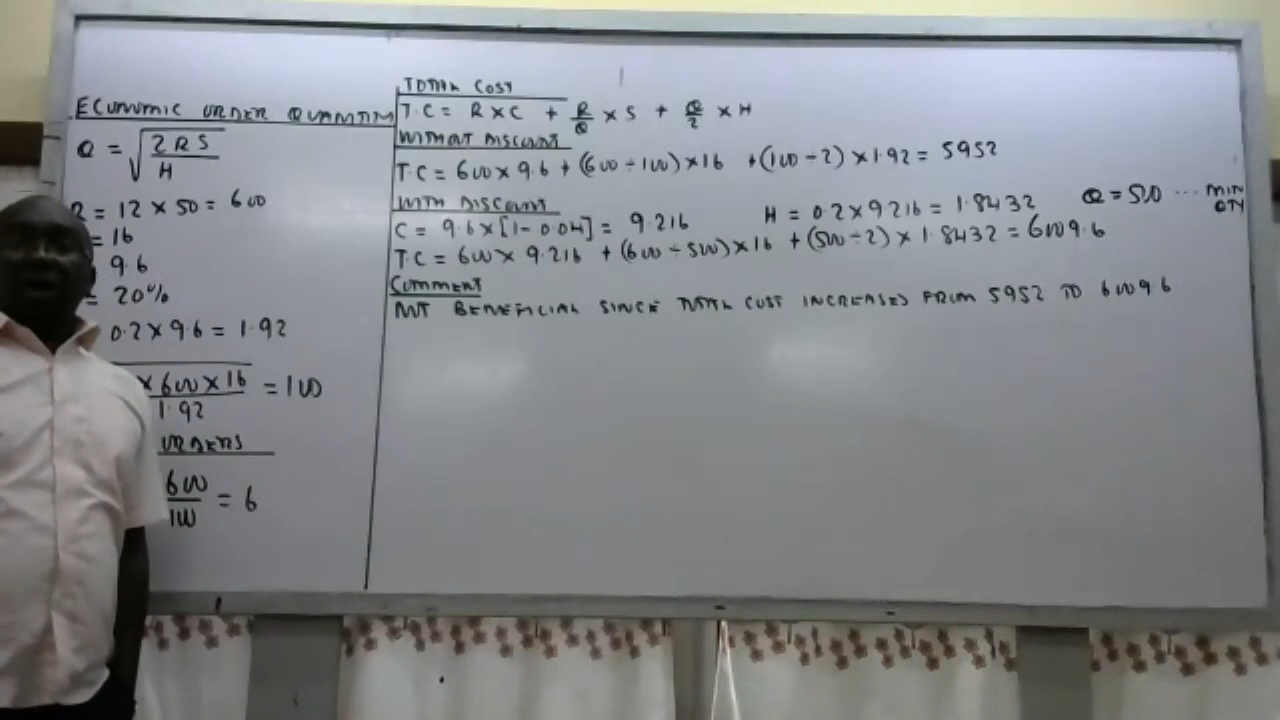 ECONOMIC ORDER QUANTITY
Q = √(2RS / H)
R = 12 × 50 = 600
= 16
9.6
= 20%
0.2 × 9.6 = 1.92
× 600 × 16 / 1.92 = 100
ORDERS
600 / 100 = 6
TOTAL COST
T.C = R × C + R/Q × S + Q/2 × H
WITHOUT DISCOUNT
T.C = 600 × 9.6 + (600 ÷ 100) × 16 + (100 ÷ 2) × 1.92 = 5952
WITH DISCOUNT
C = 9.6 × [1 - 0.04] = 9.216 H = 0.2 × 9.216 = 1.8432 Q = 500 ... MIN QTY
T.C = 600 × 9.216 + (600 ÷ 500) × 16 + (500 ÷ 2) × 1.8432 = 6009.6
COMMENT
NOT BENEFICIAL SINCE TOTAL COST INCREASES FROM 5952 TO 6009.6